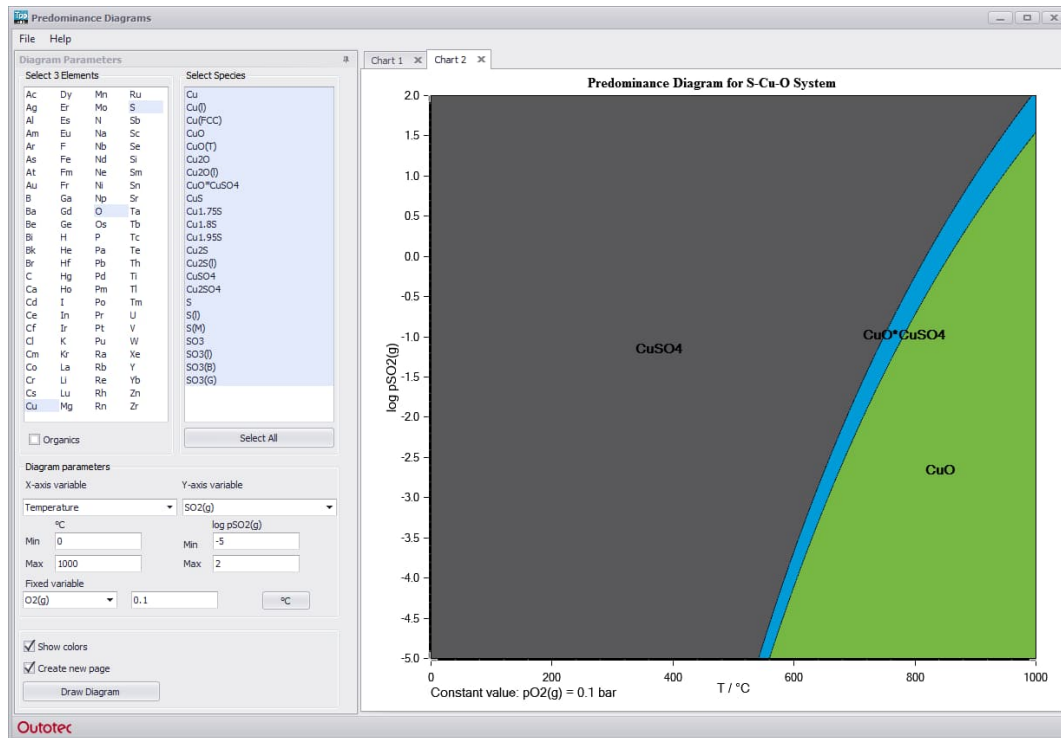 Predominance Diagrams
File Help
Diagram Parameters
Select 3 Elements
Ac Dy Mn Ru
Ag Er Mo S
Al Es N Sb
Am Eu Na Sc
Ar F Nb Se
As Fe Nd Si
At Fm Ne Sm
Au Fr Ni Sn
B Ga Np Sr
Ba Gd O Ta
Be Ge Os Tb
Bi H P Tc
Bk He Pa Te
Br Hf Pb Th
C Hg Pd Ti
Ca Ho Pm Tl
Cd I Po Tm
Ce In Pr U
Cf Ir Pt V
Cl K Pu W
Cm Kr Ra Xe
Co La Rb Y
Cr Li Re Yb
Cs Lu Rh Zn
Cu Mg Rn Zr
Organics
Select Species
Cu
Cu(l)
Cu(FCC)
CuO
CuO(T)
Cu2O
Cu2O(l)
CuO*CuSO4
CuS
Cu1.75S
Cu1.8S
Cu1.95S
Cu2S
Cu2S(l)
CuSO4
Cu2SO4
S
S(l)
S(M)
SO3
SO3(l)
SO3(B)
SO3(G)
Select All
Diagram parameters
X-axis variable Y-axis variable
Temperature SO2(g)
°C log pSO2(g)
Min 0 Min -5
Max 1000 Max 2
Fixed variable
O2(g) 0.1 °C
Show colors
Create new page
Draw Diagram
Outotec
Chart 1 Chart 2
Predominance Diagram for S-Cu-O System
2.0
1.5
1.0
0.5
0.0
-0.5
-1.0
-1.5
-2.0
-2.5
-3.0
-3.5
-4.0
-4.5
-5.0
log pSO2(g)
CuSO4
CuO*CuSO4
CuO
0 200 400 600 800 1000
T / °C
Constant value: pO2(g) = 0.1 bar